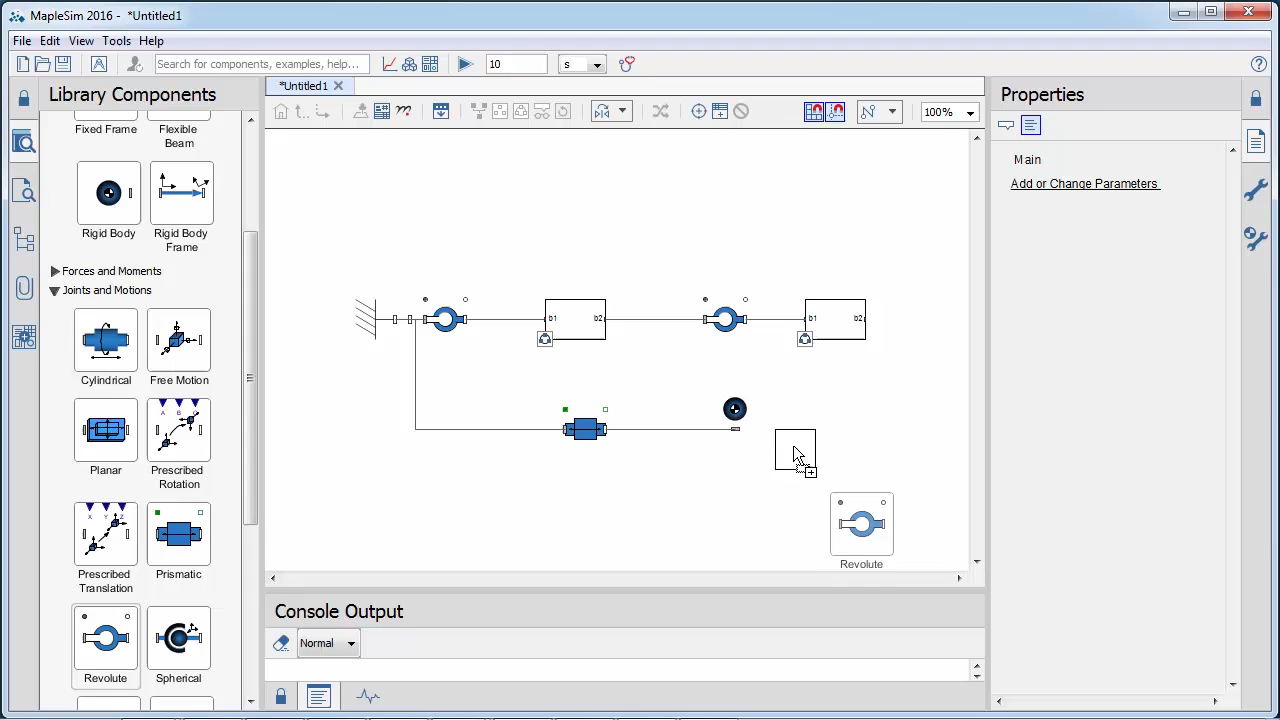 MapleSim 2016 -  *Untitled1
File Edit View Tools Help
Search for components, examples, help...
10
s
Library Components
*Untitled1
Properties
100%
Main
Add or Change Parameters
Fixed Frame
Flexible
Beam
Rigid Body
Rigid Body
Frame
Forces and Moments
Joints and Motions
Cylindrical
Free Motion
A B C
Planar
Prescribed
Rotation
X Y Z
Prescribed
Translation
Prismatic
Revolute
Spherical
b1 b2
b1 b2
Revolute
Console Output
Normal